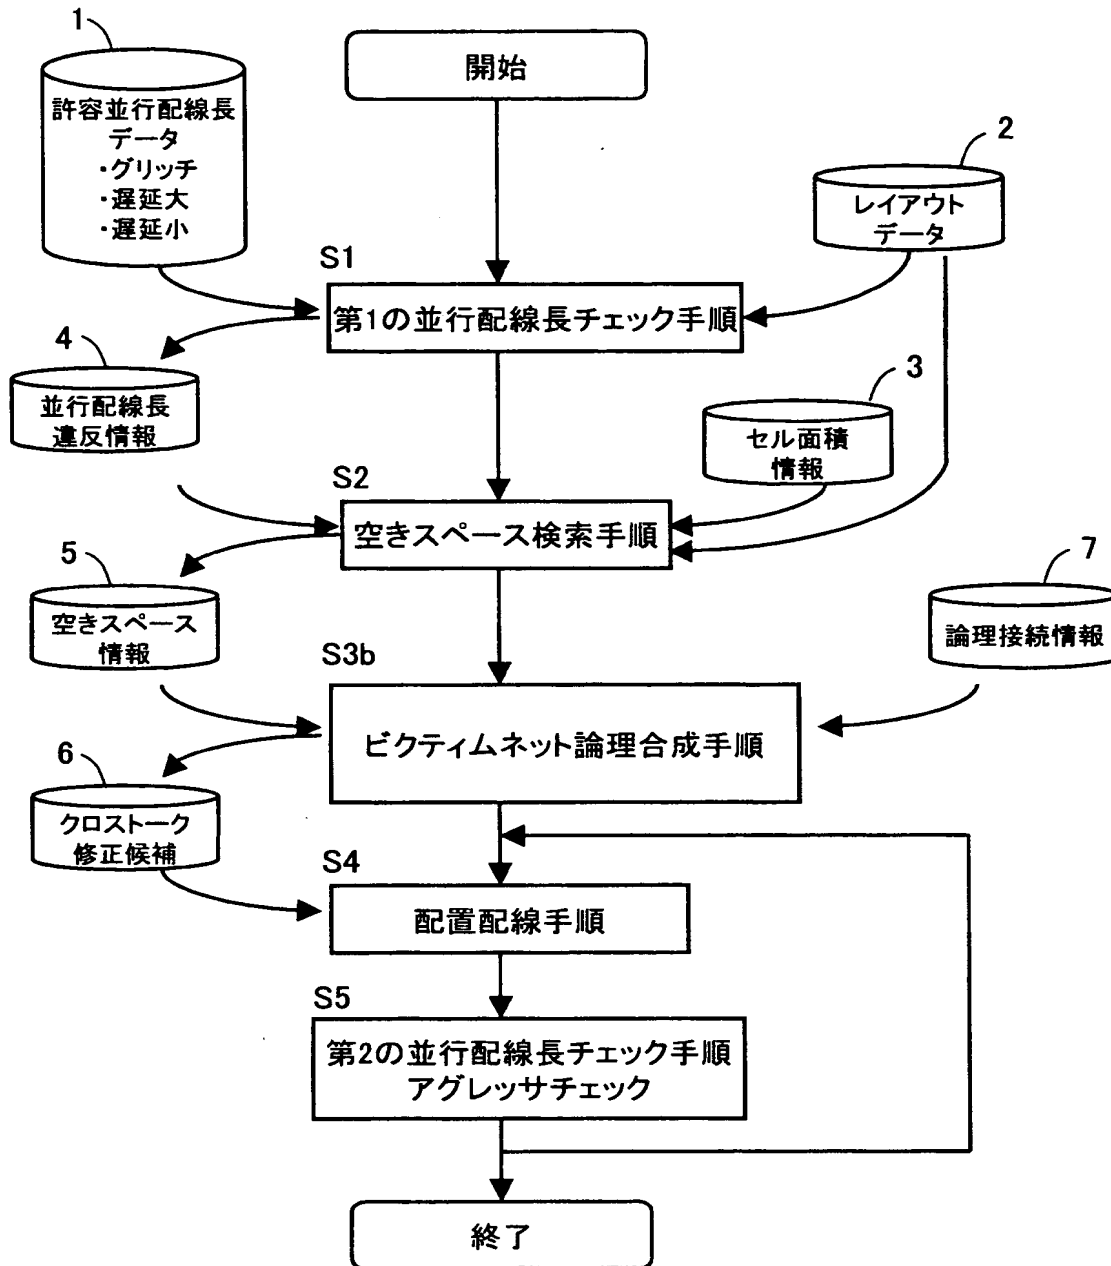 1
開始
許容並行配線長
データ
・グリッチ
・遅延大
・遅延小
2
レイアウト
データ
S1
第1の並行配線長チェック手順
4
並行配線長
違反情報
3
セル面積
情報
S2
空きスペース検索手順
5
空きスペース
情報
7
論理接続情報
S3b
ビクティムネット論理合成手順
6
クロストーク
修正候補
S4
配置配線手順
S5
第2の並行配線長チェック手順
アグレッサチェック
終了